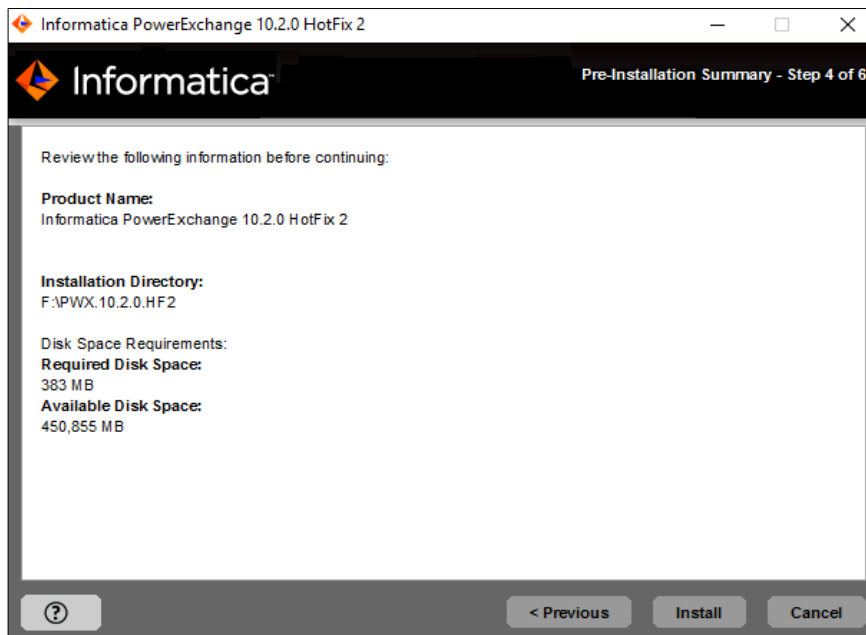 Informatica PowerExchange 10.2.0 HotFix 2
Informatica™
Pre-Installation Summary - Step 4 of 6
Review the following information before continuing:
Product Name:
Informatica PowerExchange 10.2.0 HotFix 2
Installation Directory:
F:\PWX.10.2.0.HF2
Disk Space Requirements:
Required Disk Space:
383 MB
Available Disk Space:
450,855 MB
?
< Previous
Install
Cancel